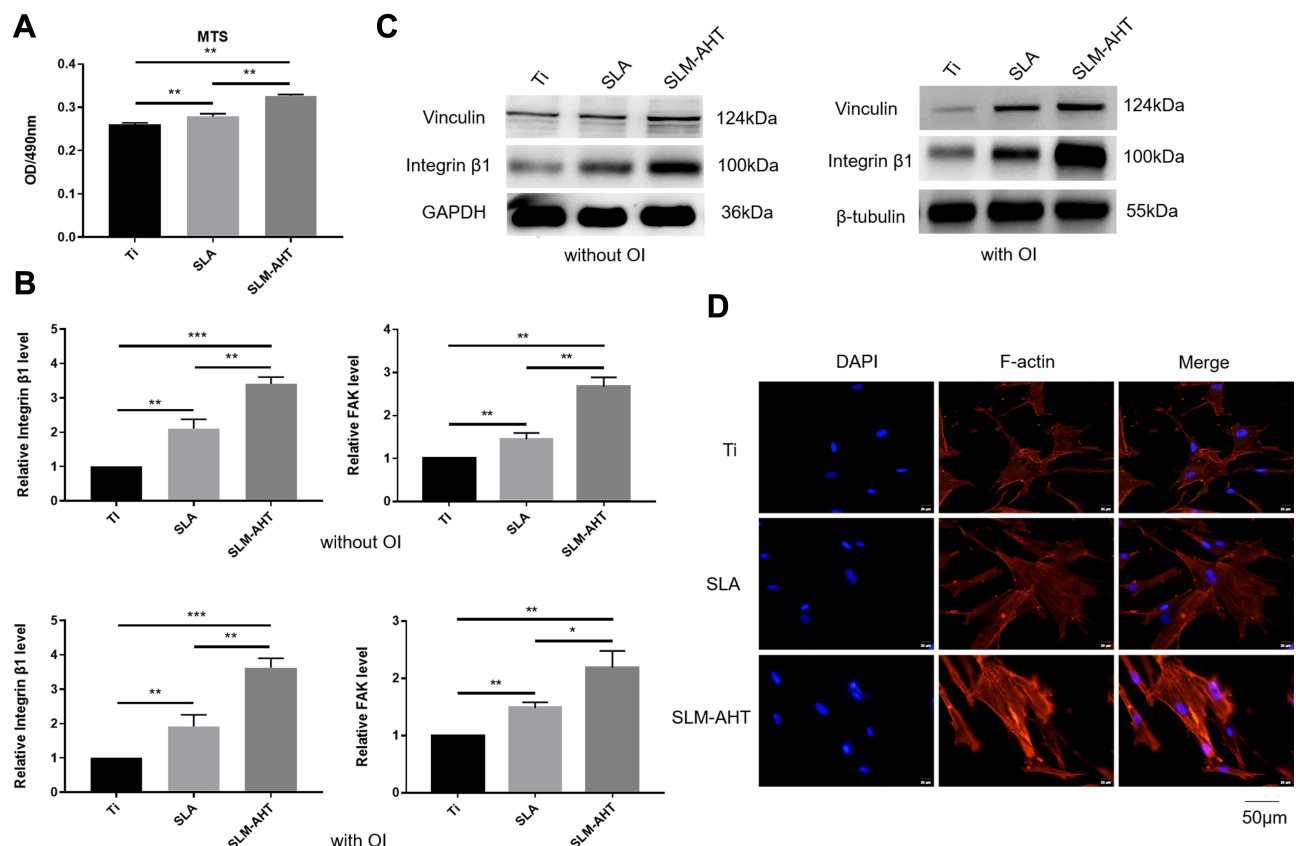 A
MTS
**
**
**
OD/490nm
0.4
0.3
0.2
0.1
0.0
Ti
SLA
SLM-AHT
B
Relative Integrin β1 level
5
4
3
2
1
0
***
**
**
TI
SLA
SLM-AHT
Relative FAK level
4
3
2
1
0
**
**
**
TI
SLA
SLM-AHT
without OI
Relative Integrin β1 level
5
4
3
2
1
0
***
**
**
Ti
SLA
SLM-AHT
Relative FAK level
3
2
1
0
**
*
**
Ti
SLA
SLM-AHT
with OI
C
Ti
SLA
SLM-AHT
Vinculin
124kDa
Integrin β1
100kDa
GAPDH
36kDa
without OI
Ti
SLA
SLM-AHT
Vinculin
124kDa
Integrin β1
100kDa
β-tubulin
55kDa
with OI
D
DAPI
F-actin
Merge
Ti
SLA
SLM-AHT
50μm